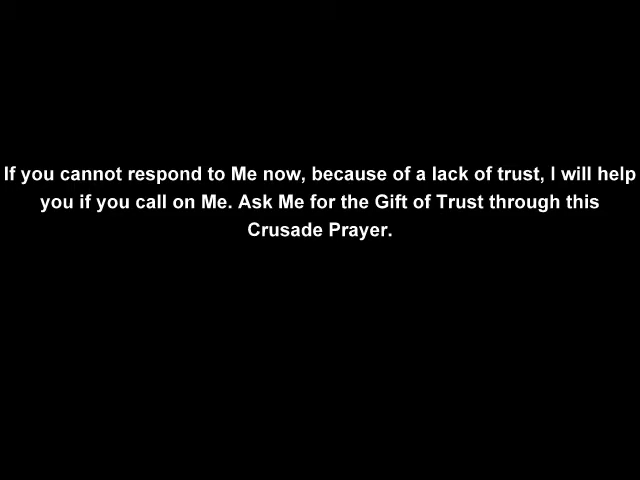 If you cannot respond to Me now, because of a lack of trust, I will help
you if you call on Me. Ask Me for the Gift of Trust through this
Crusade Prayer.